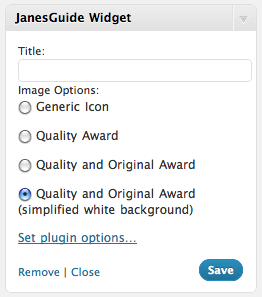 JanesGuide Widget
Title:
Image Options:
Generic Icon
Quality Award
Quality and Original Award
Quality and Original Award
(simplified white background)
Set plugin options...
Remove | Close
Save